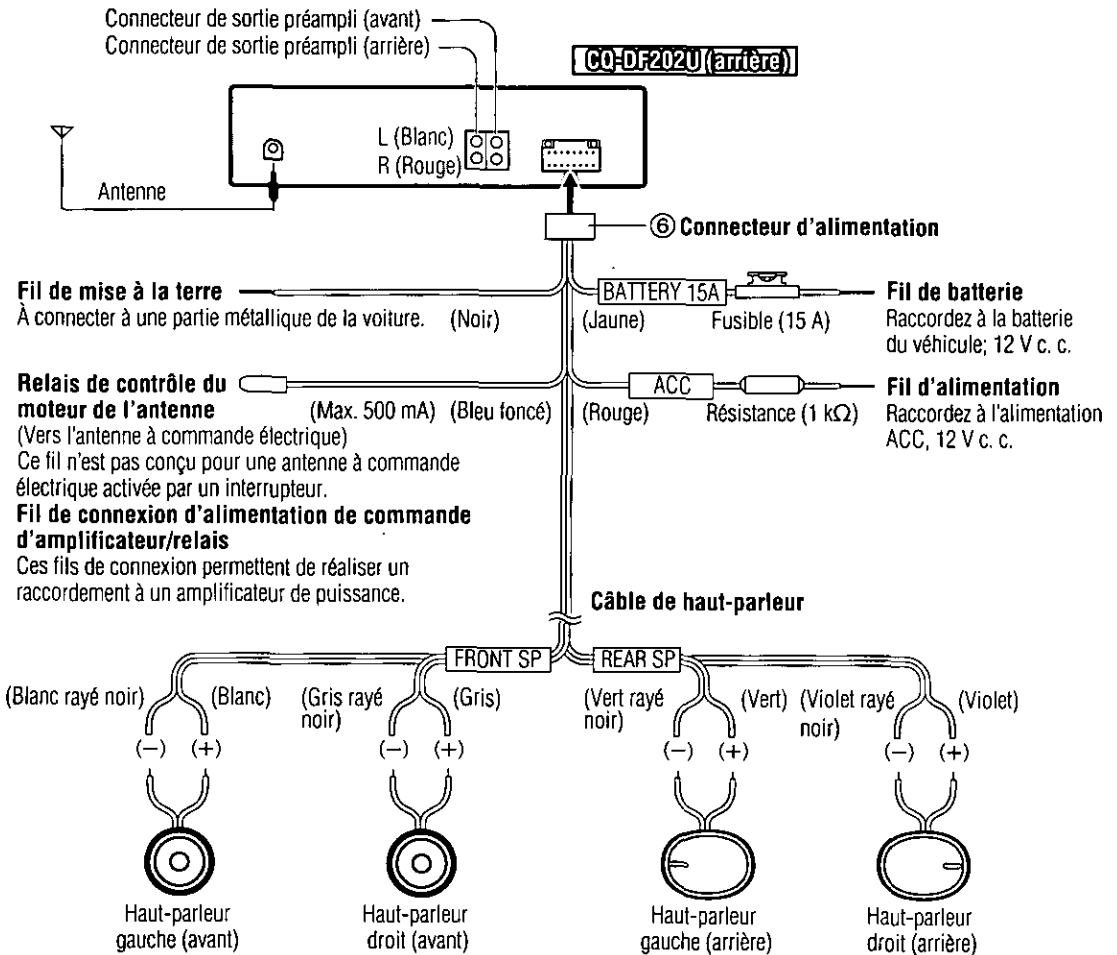 Connecteur de sortie préampli (avant)
Connecteur de sortie préampli (arrière)
CQ-DF202U (arrière)
L (Blanc)
R (Rouge)
Antenne
⑥ Connecteur d'alimentation
Fil de mise à la terre
À connecter à une partie métallique de la voiture. (Noir)
(Jaune)
BATTERY 15A
Fusible (15 A)
Fil de batterie
Raccordez à la batterie
du véhicule; 12 V c. c.
Relais de contrôle du
moteur de l'antenne
(Max. 500 mA) (Bleu foncé)
(Vers l'antenne à commande électrique)
Ce fil n'est pas conçu pour une antenne à commande
électrique activée par un interrupteur.
(Rouge)
ACC
Résistance (1 kΩ)
Fil d'alimentation
Raccordez à l'alimentation
ACC, 12 V c. c.
Fil de connexion d'alimentation de commande
d'amplificateur/relais
Ces fils de connexion permettent de réaliser un
raccordement à un amplificateur de puissance.
Câble de haut-parleur
FRONT SP
REAR SP
(Blanc rayé noir)
(Blanc)
(Gris rayé
noir)
(Gris)
(Vert rayé
noir)
(Vert)
(Violet rayé
noir)
(Violet)
(−) (+)
(−) (+)
(−) (+)
(−) (+)
Haut-parleur
gauche (avant)
Haut-parleur
droit (avant)
Haut-parleur
gauche (arrière)
Haut-parleur
droit (arrière)